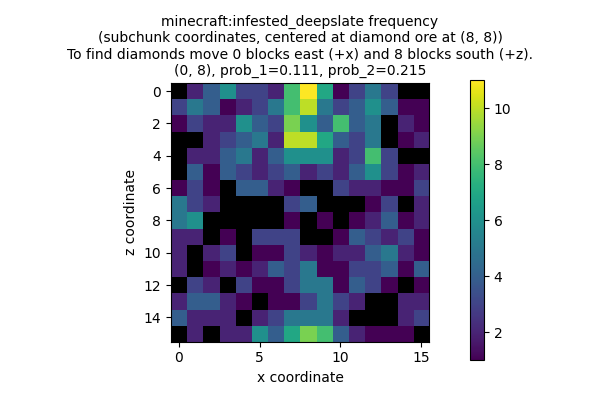 minecraft:infested_deepslate frequency
(subchunk coordinates, centered at diamond ore at (8, 8))
To find diamonds move 0 blocks east (+x) and 8 blocks south (+z).
(0, 8), prob_1=0.111, prob_2=0.215
0
2
4
6
8
10
12
14
z coordinate
0
5
10
15
x coordinate
10
8
6
4
2